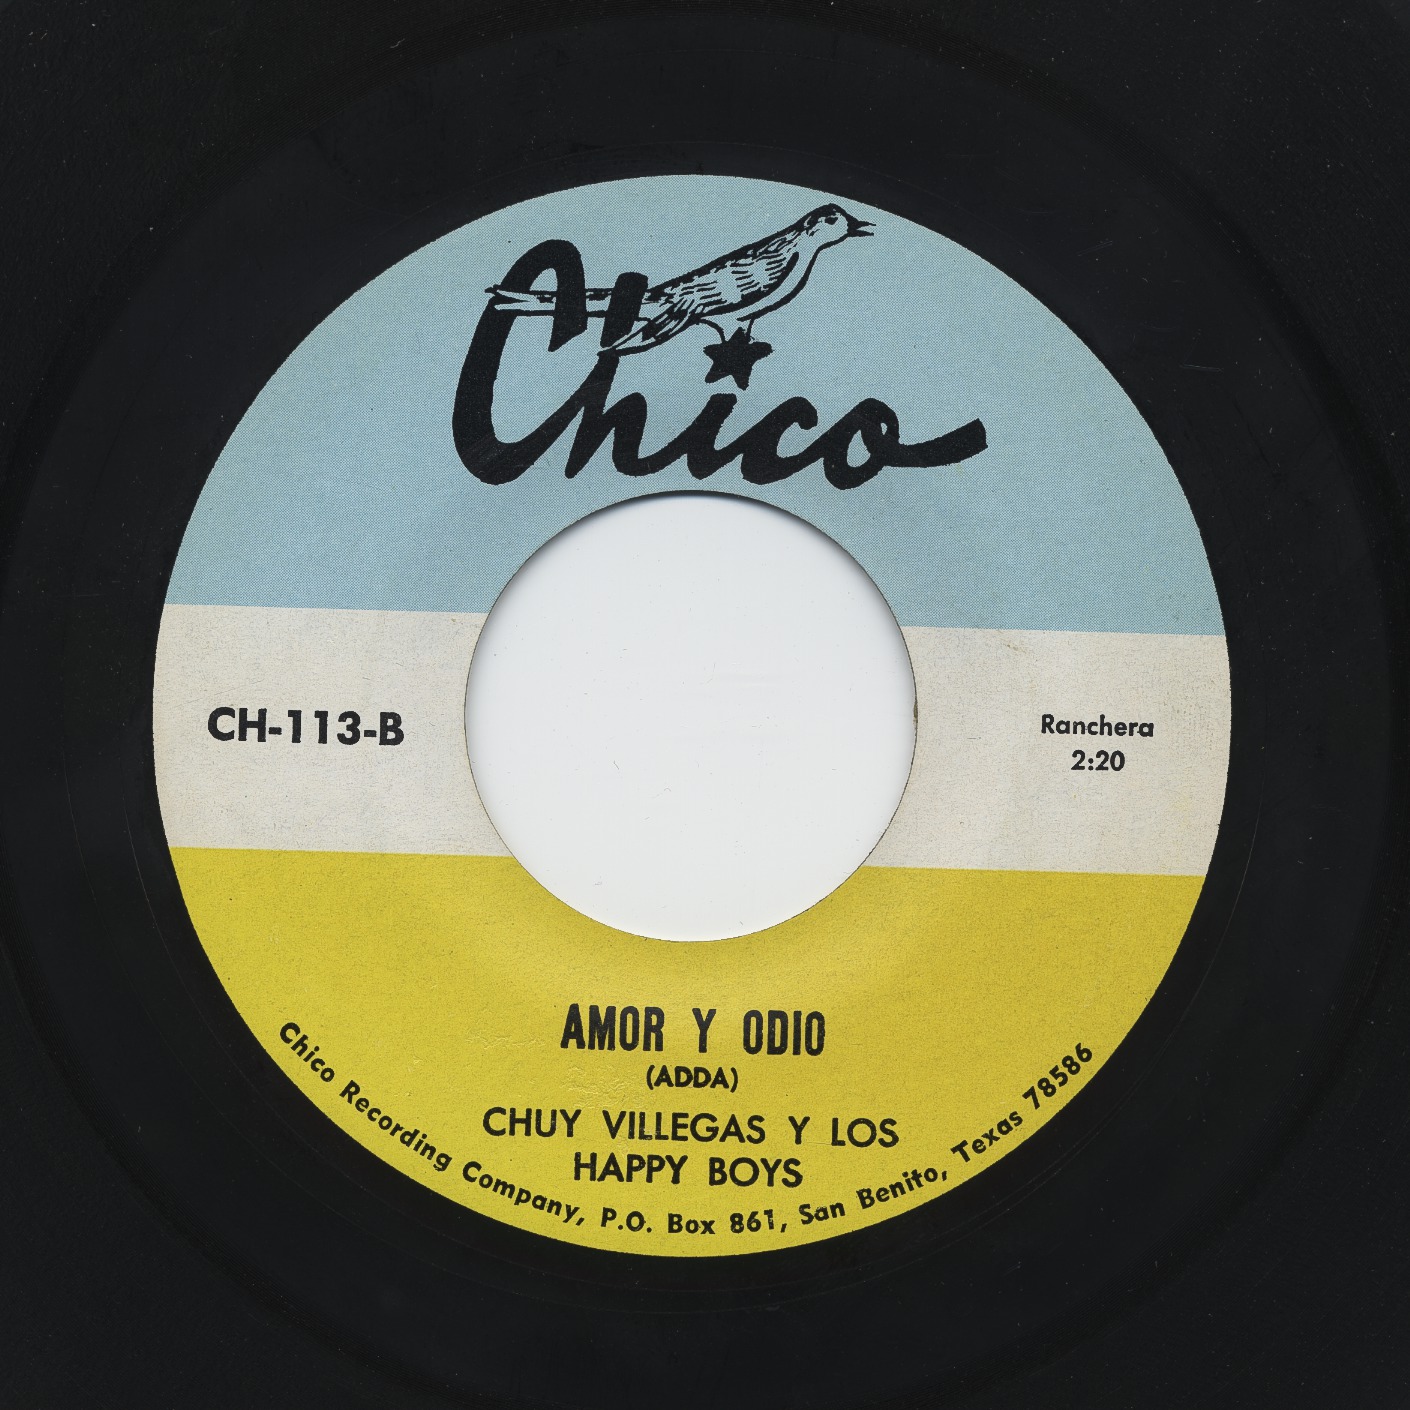 Chico
CH-113-B
Ranchera
2:20
AMOR Y ODIO
(ADDA)
CHUY VILLEGAS Y LOS
HAPPY BOYS
Chico Recording Company, P.O. Box 861, San Benito, Texas 78586